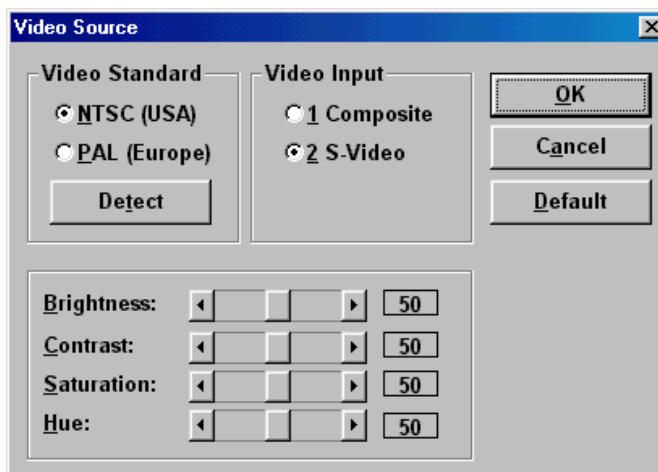 Video Source
Video Standard
NTSC (USA)
PAL (Europe)
Detect
Video Input
1 Composite
2 S-Video
OK
Cancel
Default
Brightness: 50
Contrast: 50
Saturation: 50
Hue: 50